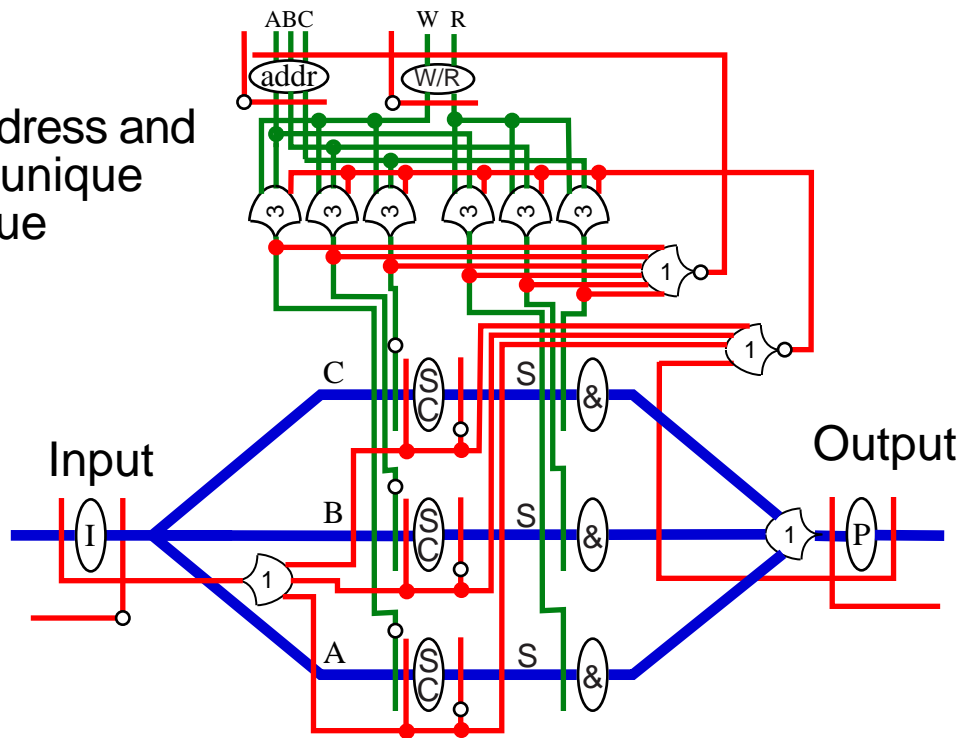 ABC W R
addr W/R
dress and
unique
ue
3 3 3 3 3 3
1
1
C S C S &
Input Output
I B S C S & 1 P
1
A S C S &